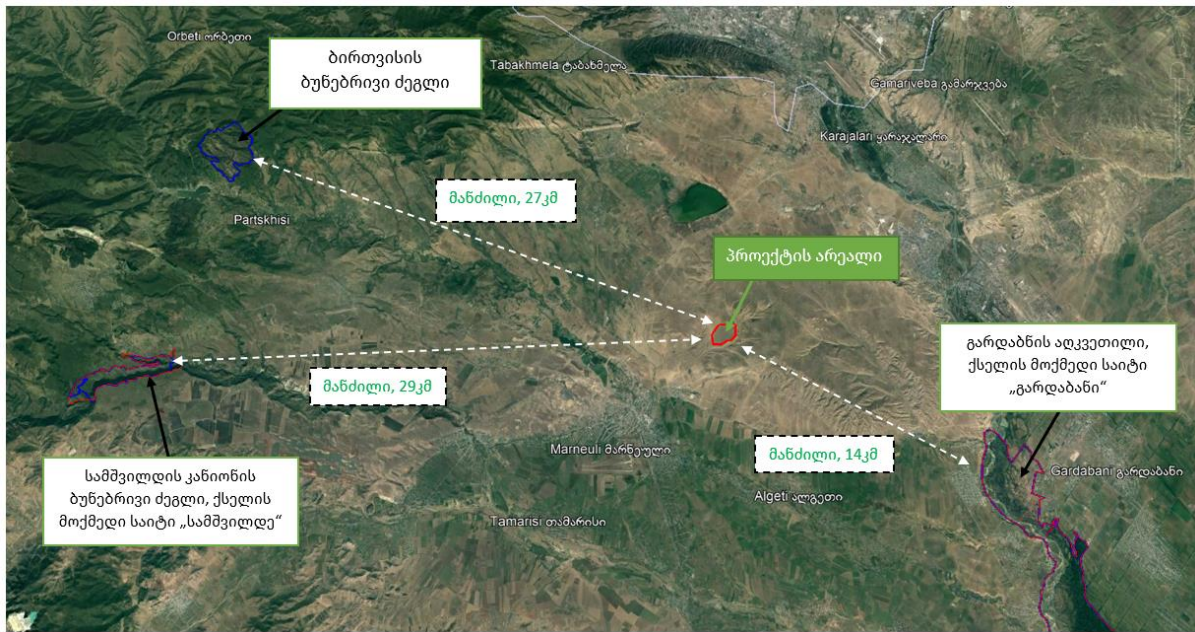 Orbeti ორბეთი
ბირთვისის
ბუნებრივი ძეგლი
Tabakhmela ტაბახმელა
Gamarjveba გამარჯვება
Karajalari ყარაჯალარი
მანძილი, 27კმ
Partskhisi
პროექტის არეალი
გარდაბნის აღკვეთილი,
ქსელის მოქმედი საიტი
„გარდაბანი“
მანძილი, 29კმ
Marneuli მარნეული
მანძილი, 14კმ
Gardabani გარდაბანი
სამშვილდის კანიონის
ბუნებრივი ძეგლი, ქსელის
მოქმედი საიტი „სამშვილდე“
Algeti ალგეთი
Tamarisi თამარისი